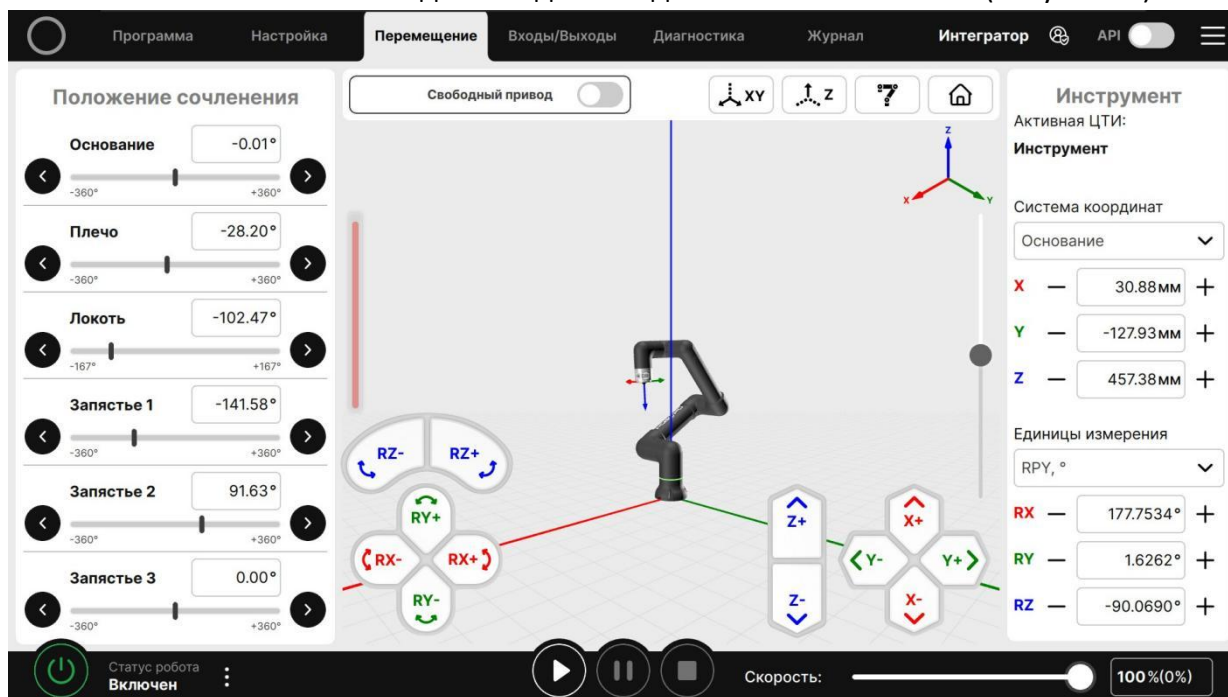 Программа Настройка Перемещение Входы/Выходы Диагностика Журнал Интегратор API
Положение сочленения
Основание -0.01°
-360° +360°
Плечо -28.20°
-360° +360°
Локоть -102.47°
-167° +167°
Запястье 1 -141.58°
-360° +360°
Запястье 2 91.63°
-360° +360°
Запястье 3 0.00°
-360° +360°
Свободный привод
XY
Z
Z
X
Y
RZ-
RZ+
RY+
RX-
RX+
RY-
Z+
Z-
X+
Y-
Y+
X-
Инструмент
Активная ЦТИ:
Инструмент
Система координат
Основание
X — 30.88мм +
Y — -127.93мм +
Z — 457.38мм +
Единицы измерения
RPY, °
RX — 177.7534° +
RY — 1.6262° +
RZ — -90.0690° +
Статус робота
Включен
Скорость: 100%(0%)